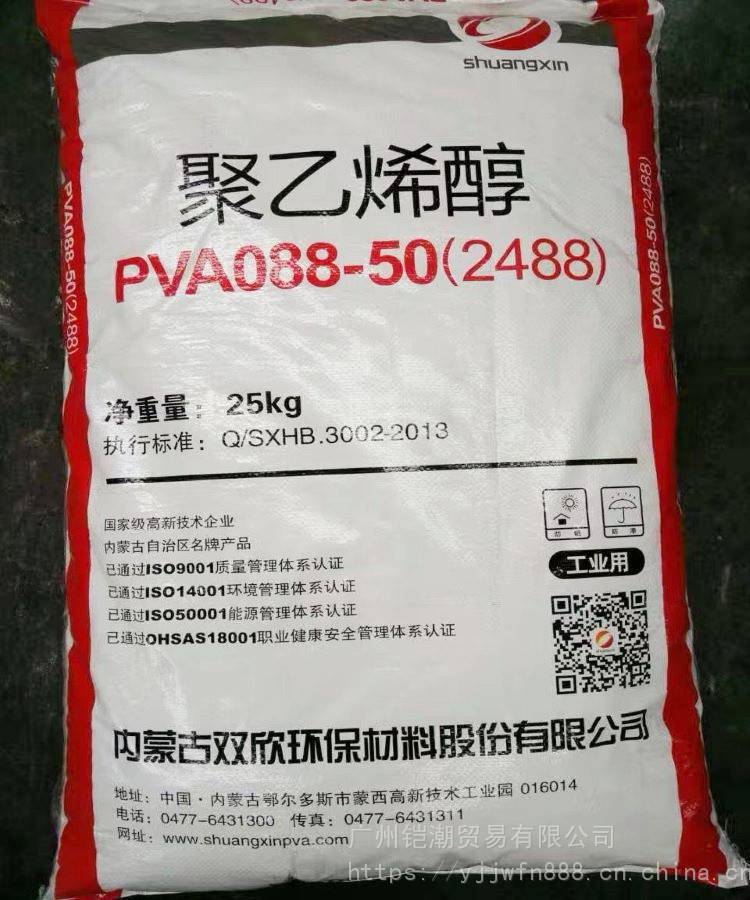 shuangxin
聚乙烯醇
PVA088-50(2488)
PVA088-50(2488)
PVA088-50(2488)
净重量：25kg
执行标准：Q/SXHB.3002-2013
国家级高新技术企业
内蒙古自治区名牌产品
已通过ISO9001质量管理体系认证
已通过ISO14001环境管理体系认证
已通过ISO50001能源管理体系认证
已通过OHSAS18001职业健康安全管理体系认证
工业用
内蒙古双欣环保材料股份有限公司
地址：中国·内蒙古鄂尔多斯市蒙西高新技术工业园 016014
电话：0477-6431300 传真：0477-6431311
网址：www.shuangxinpva.com
广州铠潮贸易有限公司
https://yjjwfn888.cn.china.cn